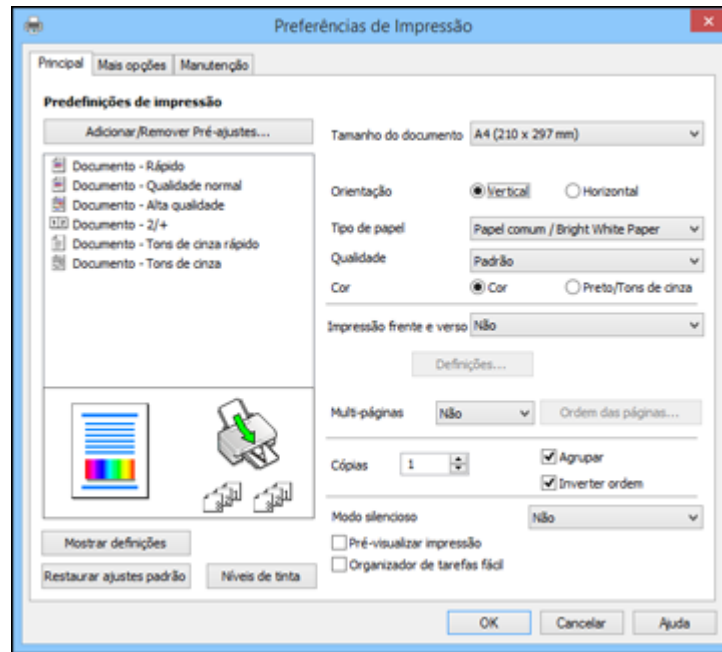 Preferências de Impressão
Principal Mais opções Manutenção
Predefinições de impressão
Adicionar/Remover Pré-ajustes...
Documento - Rápido
Documento - Qualidade normal
Documento - Alta qualidade
Documento - 2/+
Documento - Tons de cinza rápido
Documento - Tons de cinza
Mostrar definições
Restaurar ajustes padrão Níveis de tinta
Tamanho do documento A4 (210 x 297 mm)
Orientação Vertical Horizontal
Tipo de papel Papel comum / Bright White Paper
Qualidade Padrão
Cor Cor Preto/Tons de cinza
Impressão frente e verso Não
Definições...
Multi-páginas Não Ordem das páginas...
Cópias 1 Agrupar
Inverter ordem
Modo silencioso Não
Pré-visualizar impressão
Organizador de tarefas fácil
OK Cancelar Ajuda